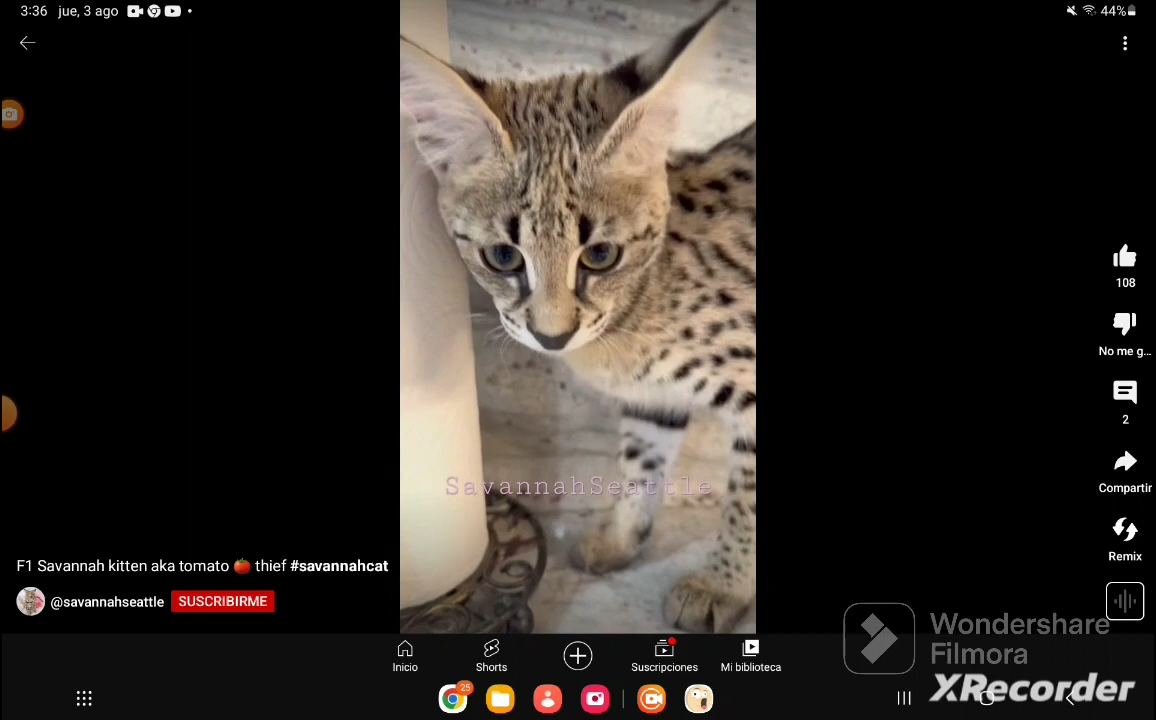 3:36 jue, 3 ago
44%
SavannahSeattle
108
No me g...
2
Compartir
Remix
F1 Savannah kitten aka tomato 🍅 thief #savannahcat
@savannahseattle SUSCRIBIRME
Wondershare
Filmora
Inicio Shorts Suscripciones Mi biblioteca
25
XRecorder